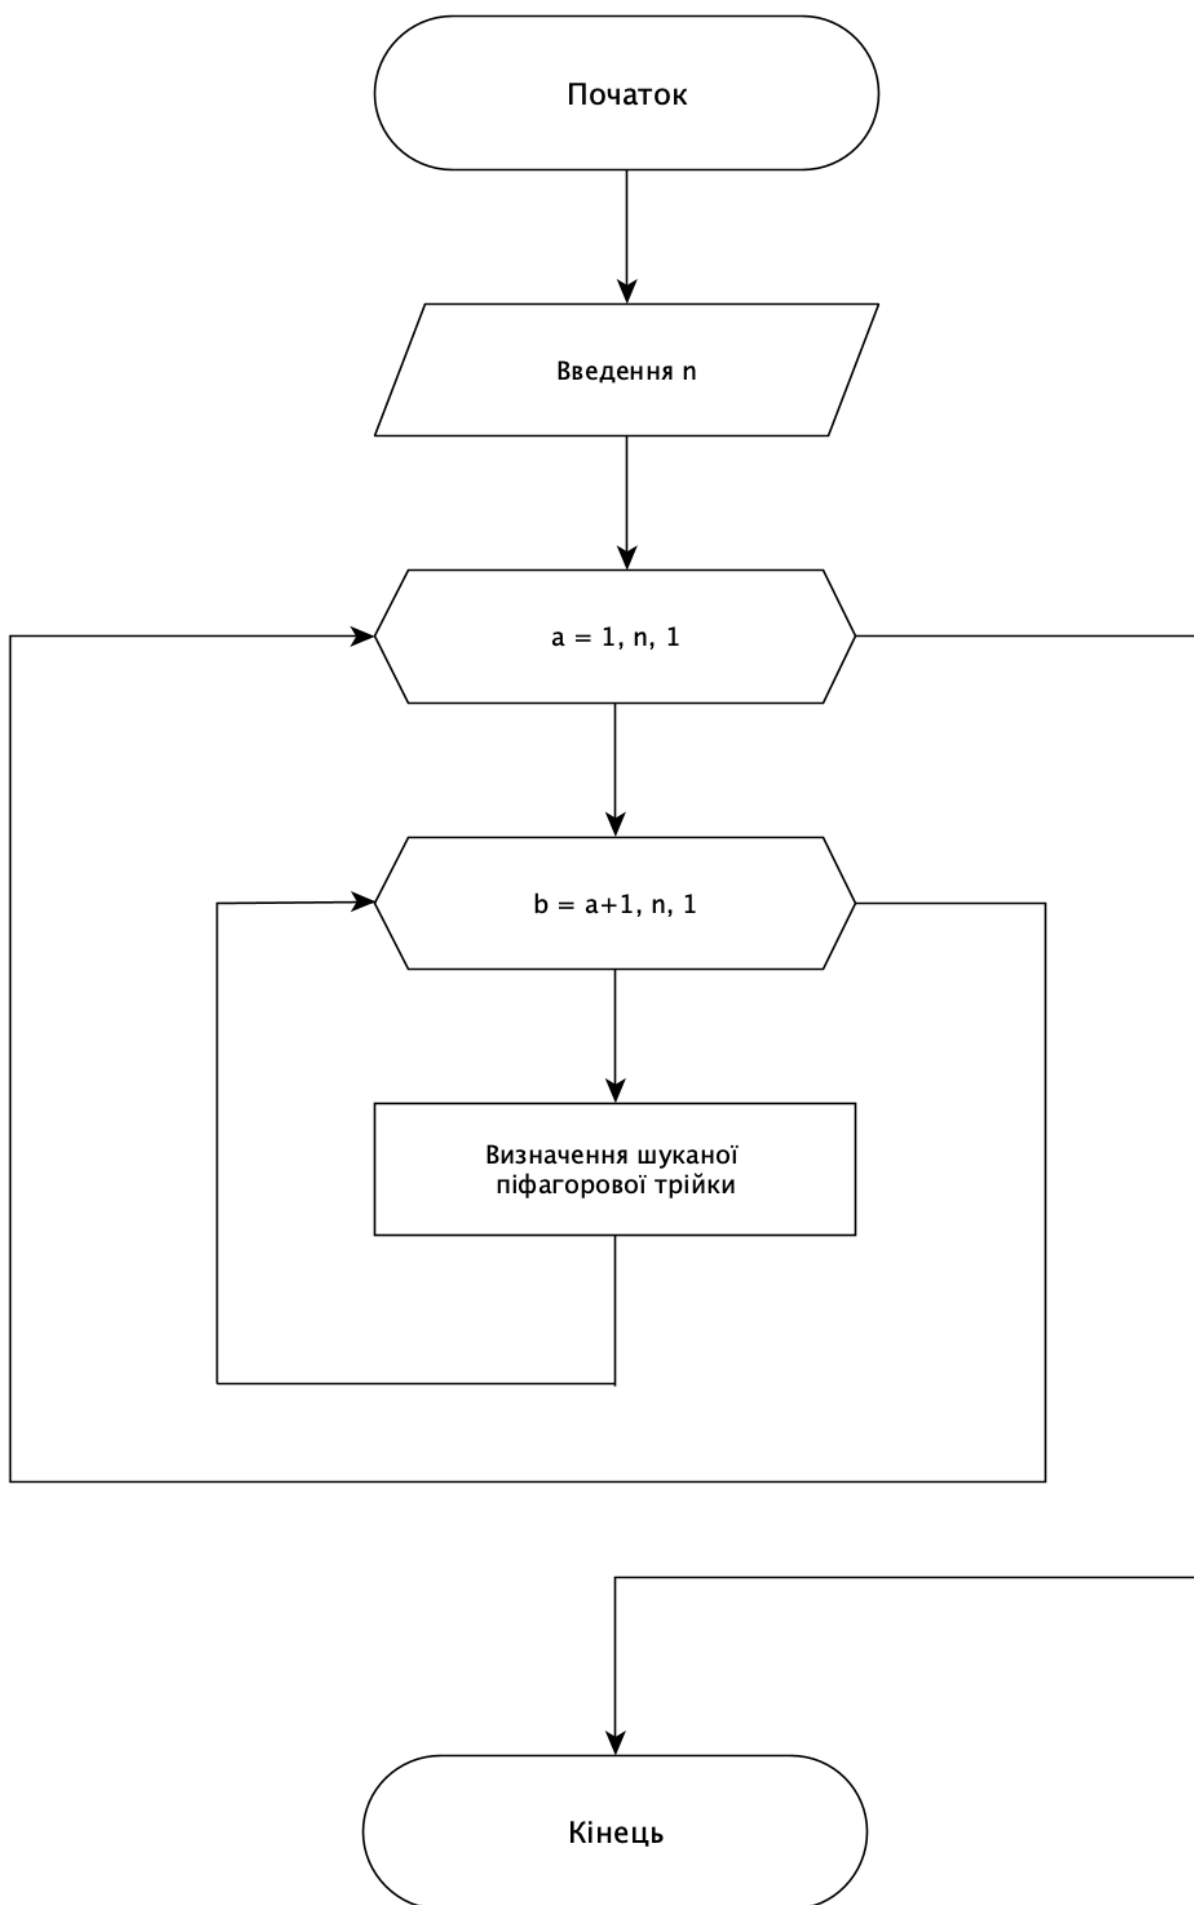 Початок
Введення n
a = 1, n, 1
b = a+1, n, 1
Визначення шуканої
піфагорової трійки
Кінець